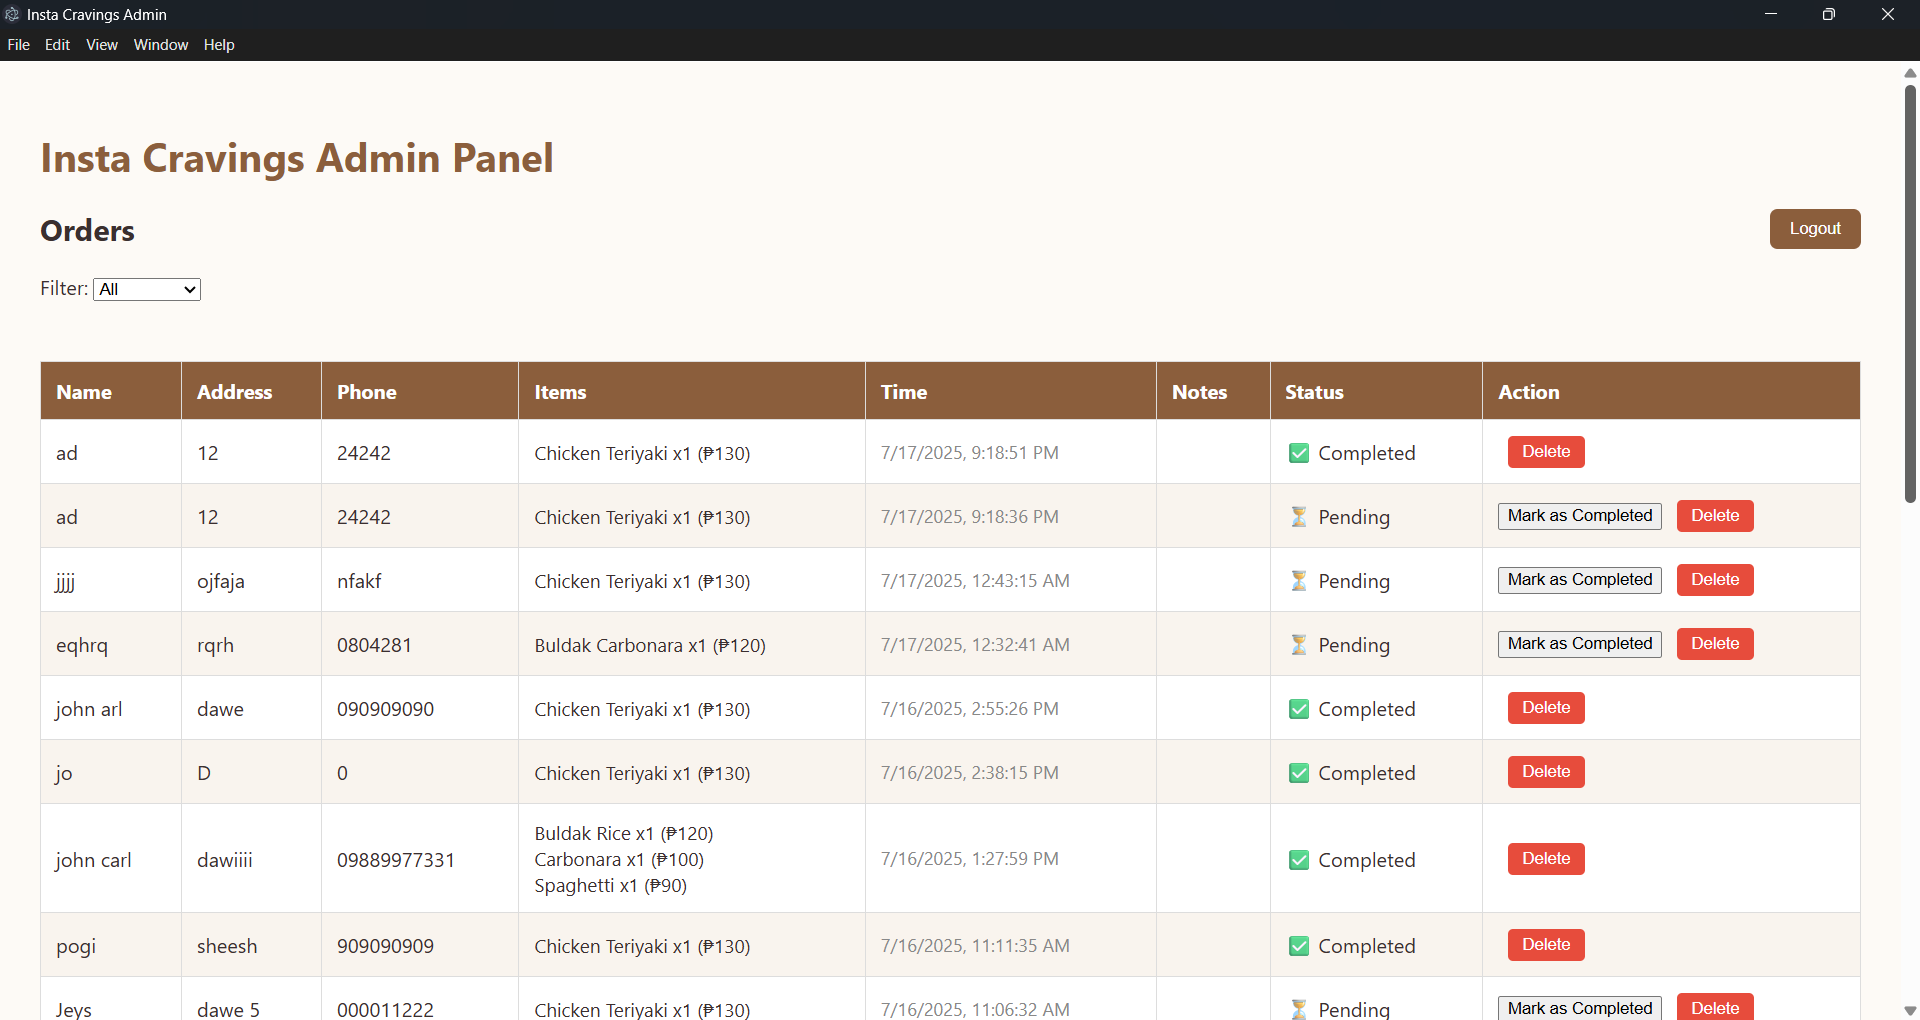 Insta Cravings Admin
File Edit View Window Help
Insta Cravings Admin Panel
Orders
Logout
Filter: All
Name Address Phone Items Time Notes Status Action
ad 12 24242 Chicken Teriyaki x1 (₱130) 7/17/2025, 9:18:51 PM ✅ Completed Delete
ad 12 24242 Chicken Teriyaki x1 (₱130) 7/17/2025, 9:18:36 PM ⏳ Pending Mark as Completed Delete
jjjj ojfaja nfakf Chicken Teriyaki x1 (₱130) 7/17/2025, 12:43:15 AM ⏳ Pending Mark as Completed Delete
eqhrq rqrh 0804281 Buldak Carbonara x1 (₱120) 7/17/2025, 12:32:41 AM ⏳ Pending Mark as Completed Delete
john arl dawe 090909090 Chicken Teriyaki x1 (₱130) 7/16/2025, 2:55:26 PM ✅ Completed Delete
jo D 0 Chicken Teriyaki x1 (₱130) 7/16/2025, 2:38:15 PM ✅ Completed Delete
Buldak Rice x1 (₱120)
john carl dawiiii 09889977331 Carbonara x1 (₱100) 7/16/2025, 1:27:59 PM ✅ Completed Delete
Spaghetti x1 (₱90)
pogi sheesh 909090909 Chicken Teriyaki x1 (₱130) 7/16/2025, 11:11:35 AM ✅ Completed Delete
Jeys dawe 5 000011222 Chicken Teriyaki x1 (₱130) 7/16/2025, 11:06:32 AM ⏳ Pending Mark as Completed Delete